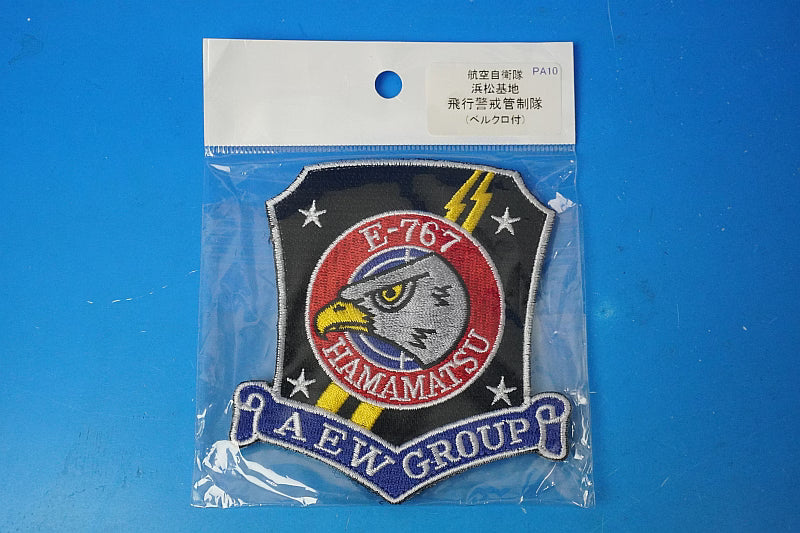 航空自衛隊 PA10
浜松基地
飛行警戒管制隊
(ベルクロ付)
E-767
HAMAMATSU
AEW GROUP